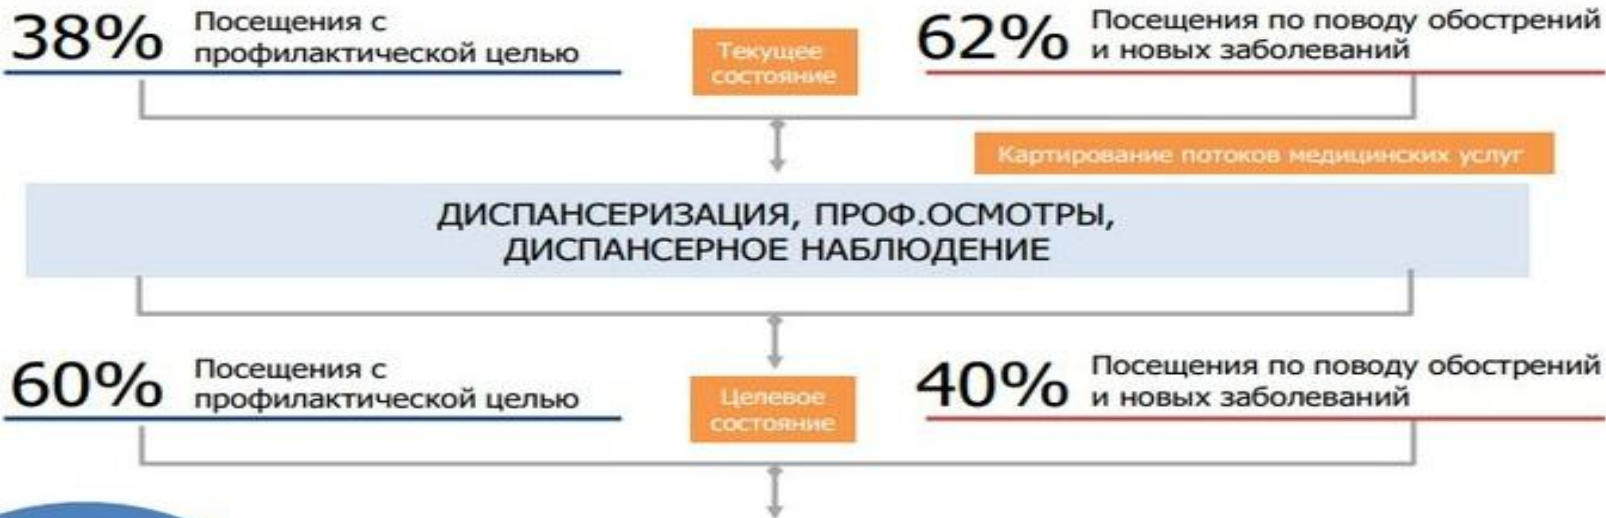 38%
Посещения с
профилактической целью
Текущее
состояние
62%
Посещения по поводу обострений
и новых заболеваний
Картирование потоков медицинских услуг
ДИСПАНСЕРИЗАЦИЯ, ПРОФ.ОСМОТРЫ,
ДИСПАНСЕРНОЕ НАБЛЮДЕНИЕ
60%
Посещения с
профилактической целью
Целевое
состояние
40%
Посещения по поводу обострений
и новых заболеваний